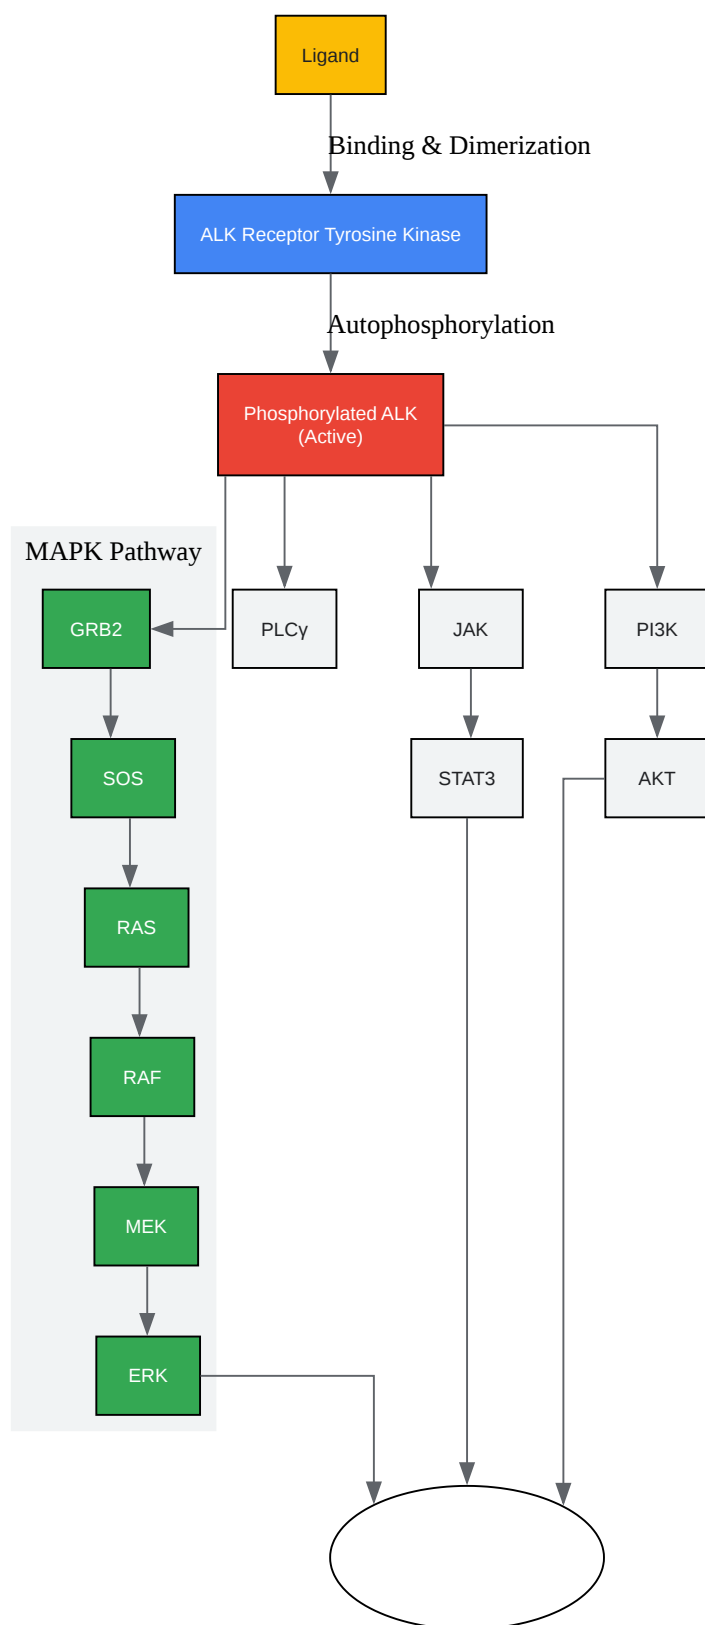 Ligand
Binding & Dimerization
ALK Receptor Tyrosine Kinase
Autophosphorylation
Phosphorylated ALK
(Active)
MAPK Pathway
GRB2
PLCγ
JAK
PI3K
SOS
STAT3
AKT
RAS
RAF
MEK
ERK